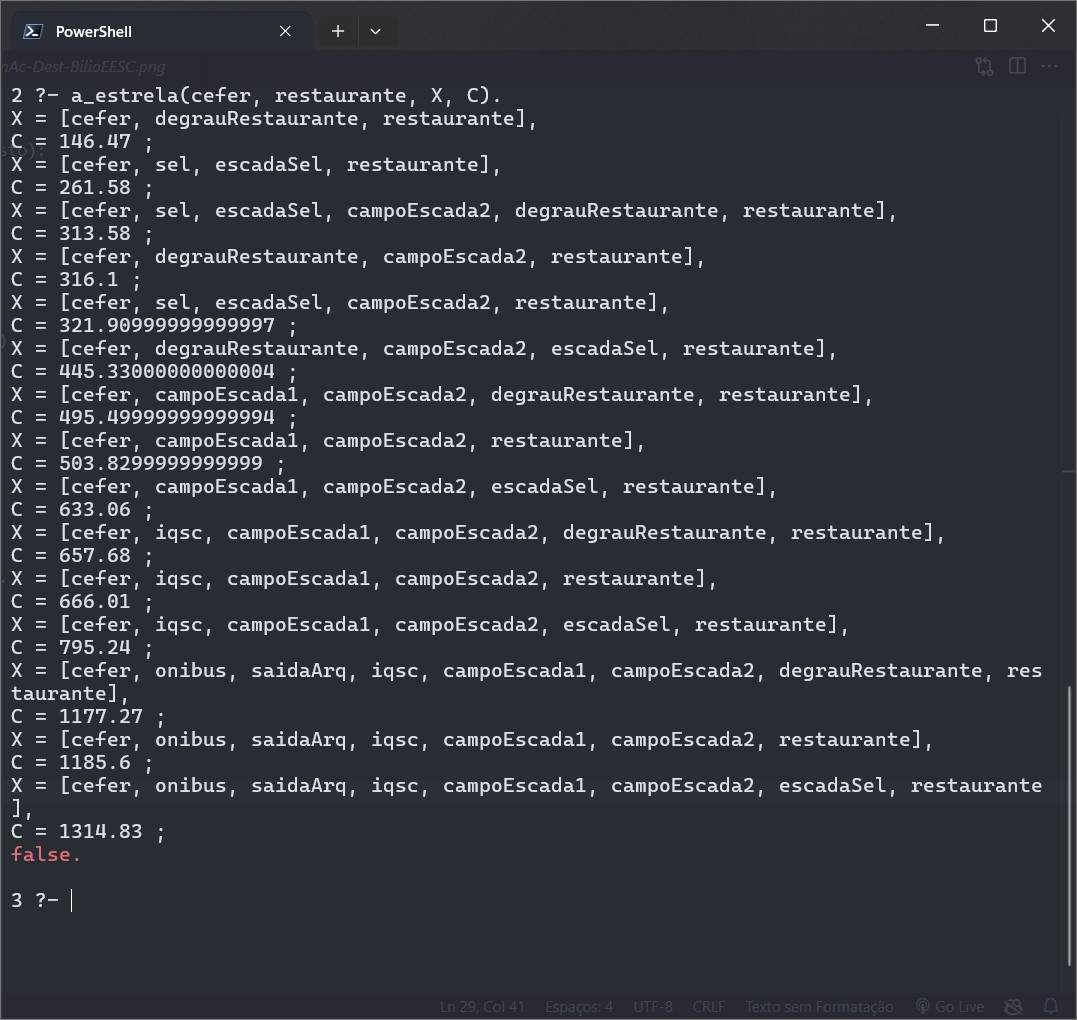 PowerShell
nAc-Dest-BilioEESC.png
2 ?- a_estrela(cefer, restaurante, X, C).
X = [cefer, degrauRestaurante, restaurante],
C = 146.47 ;
X = [cefer, sel, escadaSel, restaurante],
C = 261.58 ;
X = [cefer, sel, escadaSel, campoEscada2, degrauRestaurante, restaurante],
C = 313.58 ;
X = [cefer, degrauRestaurante, campoEscada2, restaurante],
C = 316.1 ;
X = [cefer, sel, escadaSel, campoEscada2, restaurante],
C = 321.90999999999997 ;
X = [cefer, degrauRestaurante, campoEscada2, escadaSel, restaurante],
C = 445.33000000000004 ;
X = [cefer, campoEscada1, campoEscada2, degrauRestaurante, restaurante],
C = 495.49999999999994 ;
X = [cefer, campoEscada1, campoEscada2, restaurante],
C = 503.8299999999999 ;
X = [cefer, campoEscada1, campoEscada2, escadaSel, restaurante],
C = 633.06 ;
X = [cefer, iqsc, campoEscada1, campoEscada2, degrauRestaurante, restaurante],
C = 657.68 ;
X = [cefer, iqsc, campoEscada1, campoEscada2, restaurante],
C = 666.01 ;
X = [cefer, iqsc, campoEscada1, campoEscada2, escadaSel, restaurante],
C = 795.24 ;
X = [cefer, onibus, saidaArq, iqsc, campoEscada1, campoEscada2, degrauRestaurante, res
taurante],
C = 1177.27 ;
X = [cefer, onibus, saidaArq, iqsc, campoEscada1, campoEscada2, restaurante],
C = 1185.6 ;
X = [cefer, onibus, saidaArq, iqsc, campoEscada1, campoEscada2, escadaSel, restaurante
],
C = 1314.83 ;
false.
3 ?-
Ln 29, Col 41 Espaços: 4 UTF-8 CRLF Texto sem Formatação Go Live